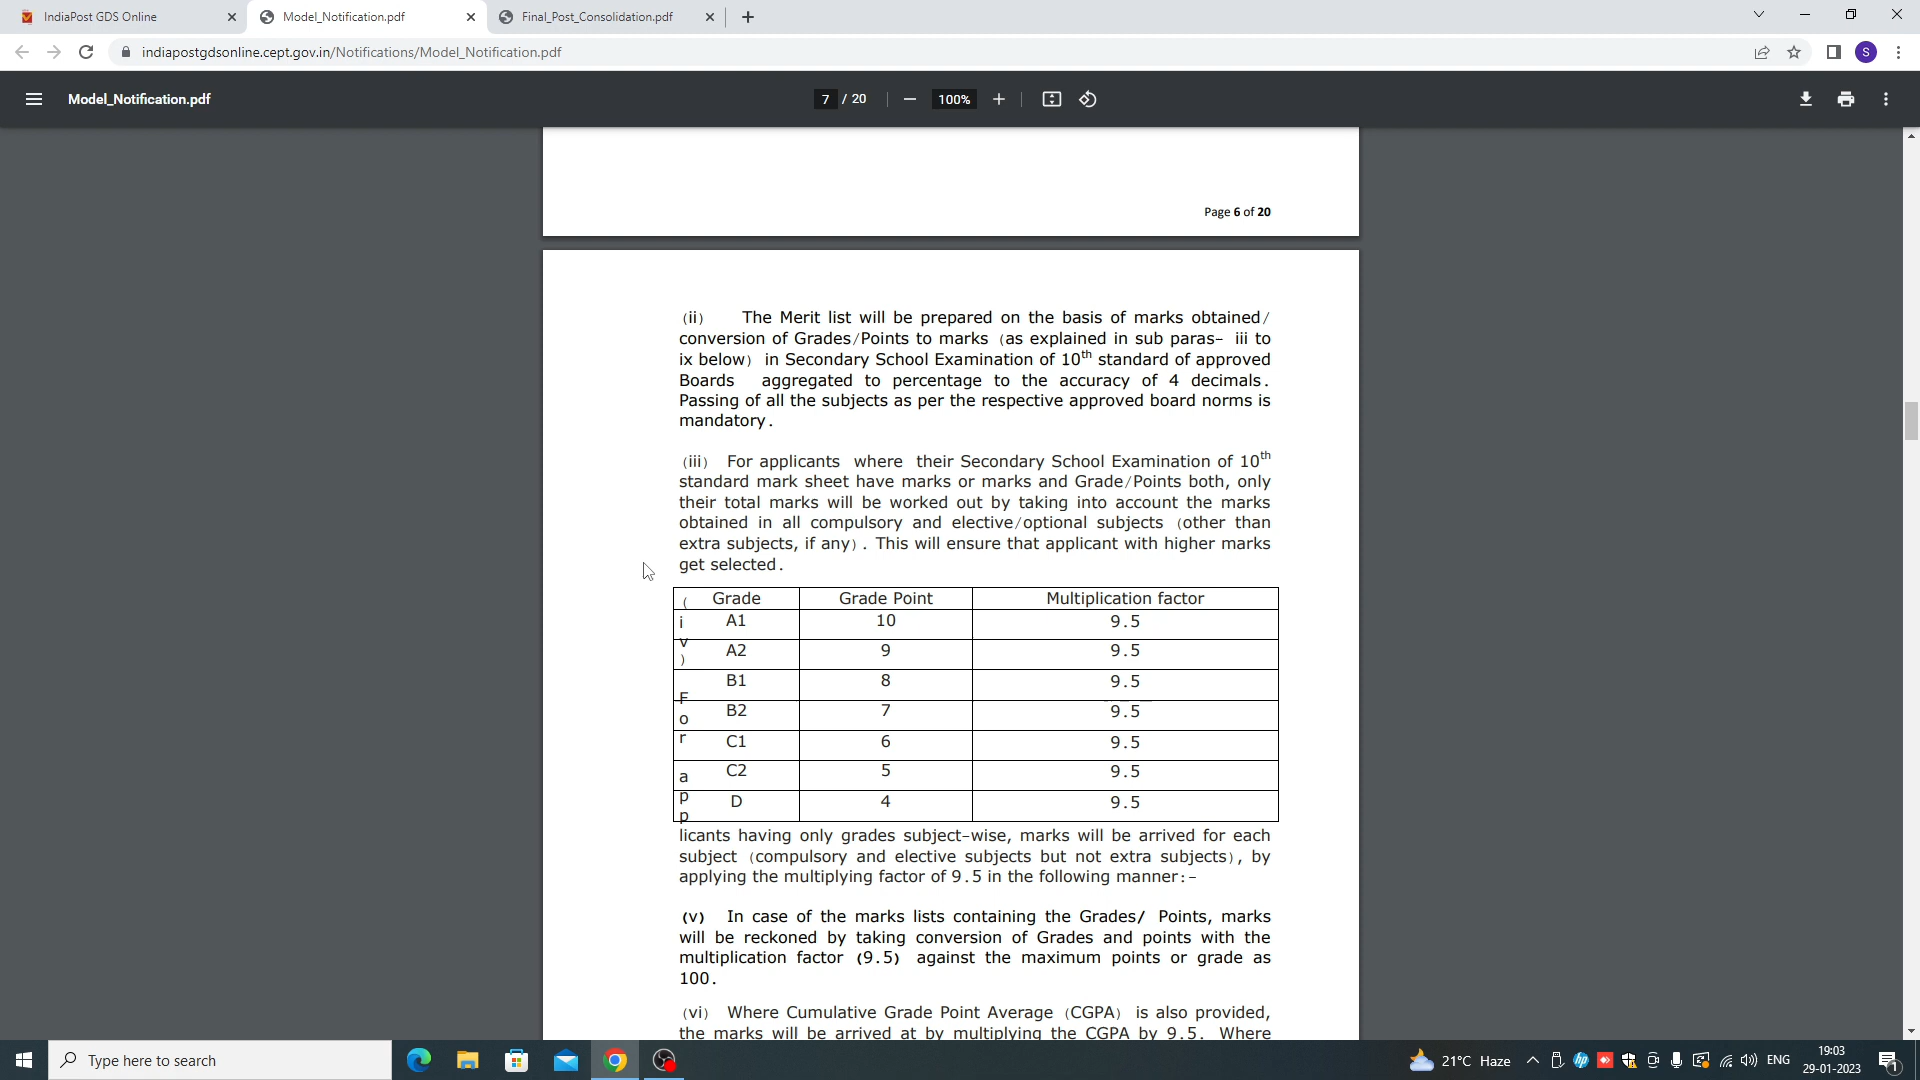 IndiaPost GDS Online
Model_Notification.pdf
Final_Post_Consolidation.pdf
indiapostgdsonline.cept.gov.in/Notifications/Model_Notification.pdf
S
Model_Notification.pdf
7 / 20
100%
Page 6 of 20
(ii) The Merit list will be prepared on the basis of marks obtained/
conversion of Grades/Points to marks (as explained in sub paras- iii to
ix below) in Secondary School Examination of 10th standard of approved
Boards aggregated to percentage to the accuracy of 4 decimals.
Passing of all the subjects as per the respective approved board norms is
mandatory.
(iii) For applicants where their Secondary School Examination of 10th
standard mark sheet have marks or marks and Grade/Points both, only
their total marks will be worked out by taking into account the marks
obtained in all compulsory and elective/optional subjects (other than
extra subjects, if any). This will ensure that applicant with higher marks
get selected.
( Grade Grade Point Multiplication factor
i A1 10 9.5
v
) A2 9 9.5
B1 8 9.5
F
o B2 7 9.5
r C1 6 9.5
a C2 5 9.5
p D 4 9.5
p
licants having only grades subject-wise, marks will be arrived for each
subject (compulsory and elective subjects but not extra subjects), by
applying the multiplying factor of 9.5 in the following manner:-
(v) In case of the marks lists containing the Grades/ Points, marks
will be reckoned by taking conversion of Grades and points with the
multiplication factor (9.5) against the maximum points or grade as
100.
(vi) Where Cumulative Grade Point Average (CGPA) is also provided,
the marks will be arrived at by multiplying the CGPA by 9.5. Where
Type here to search
21°C Haze
ENG
19:03
29-01-2023
1